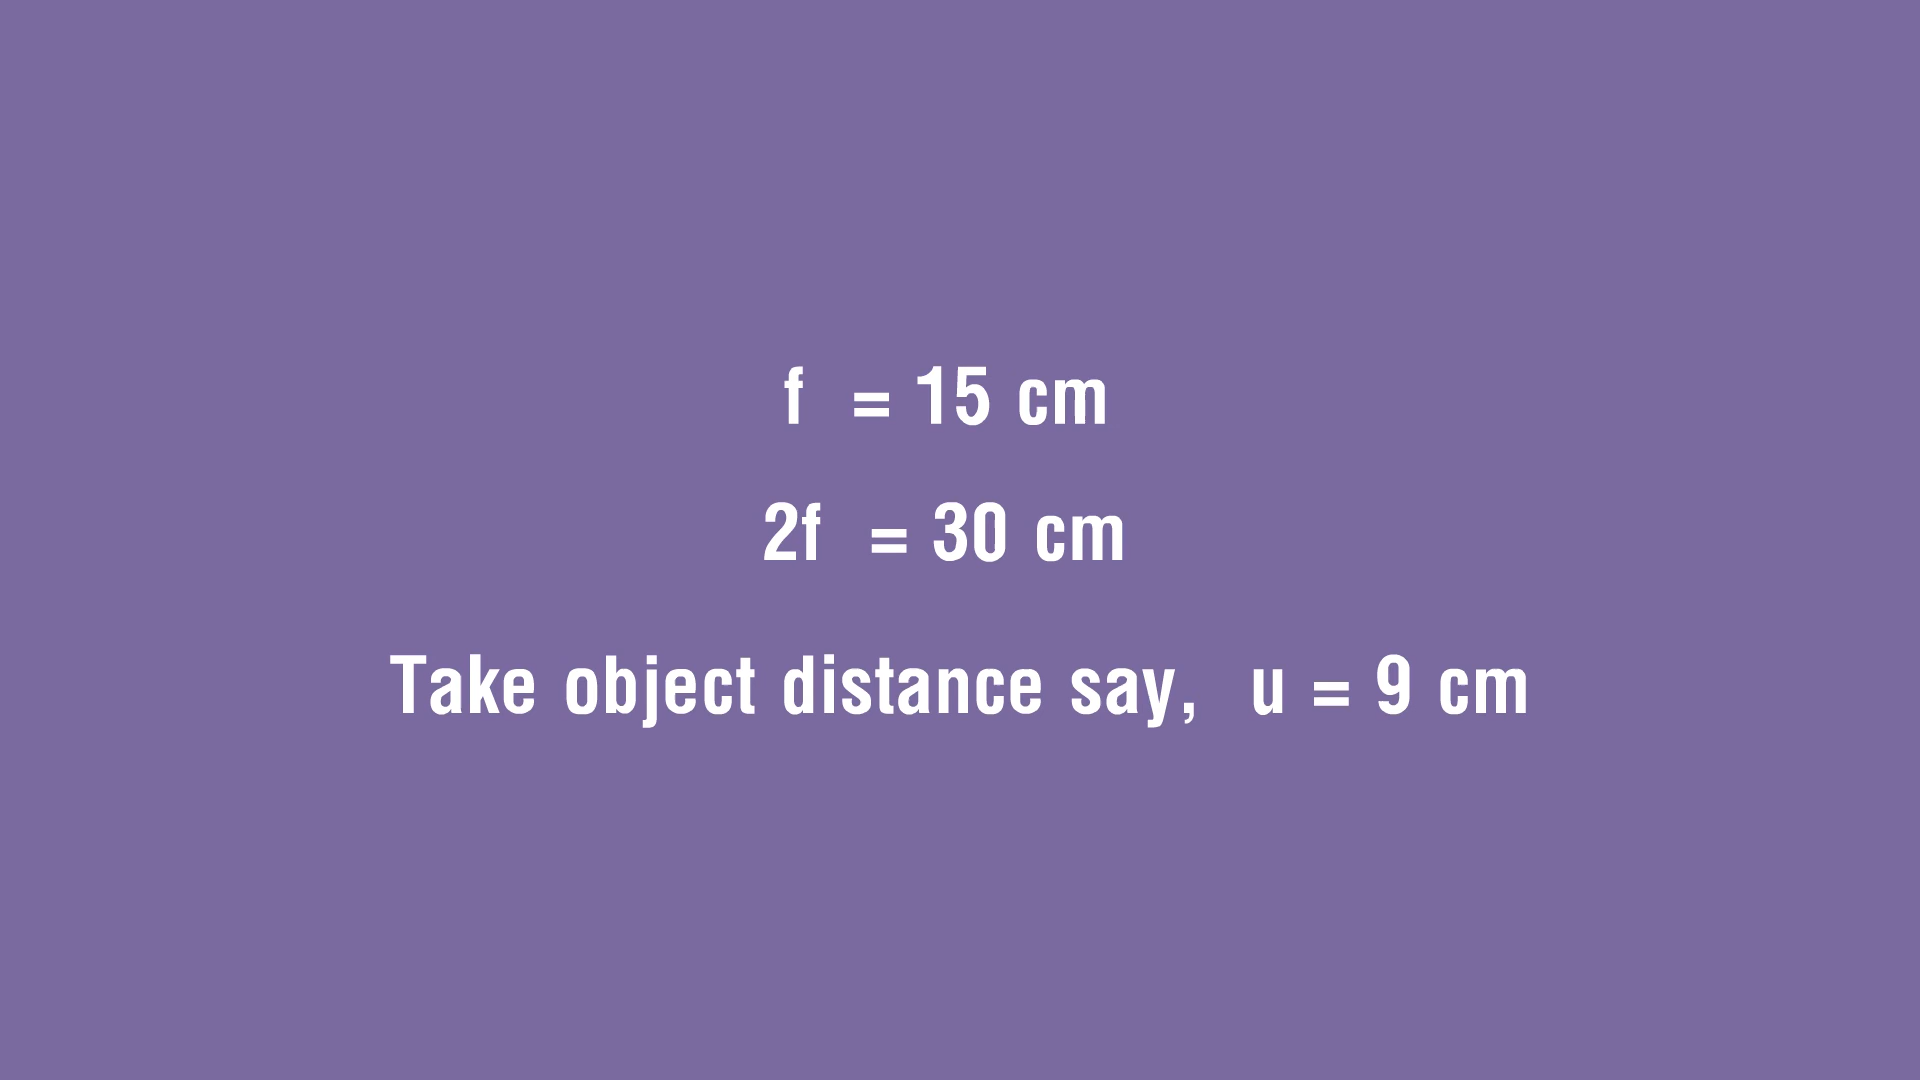 f = 15 cm
2f = 30 cm
Take object distance say, u = 9 cm